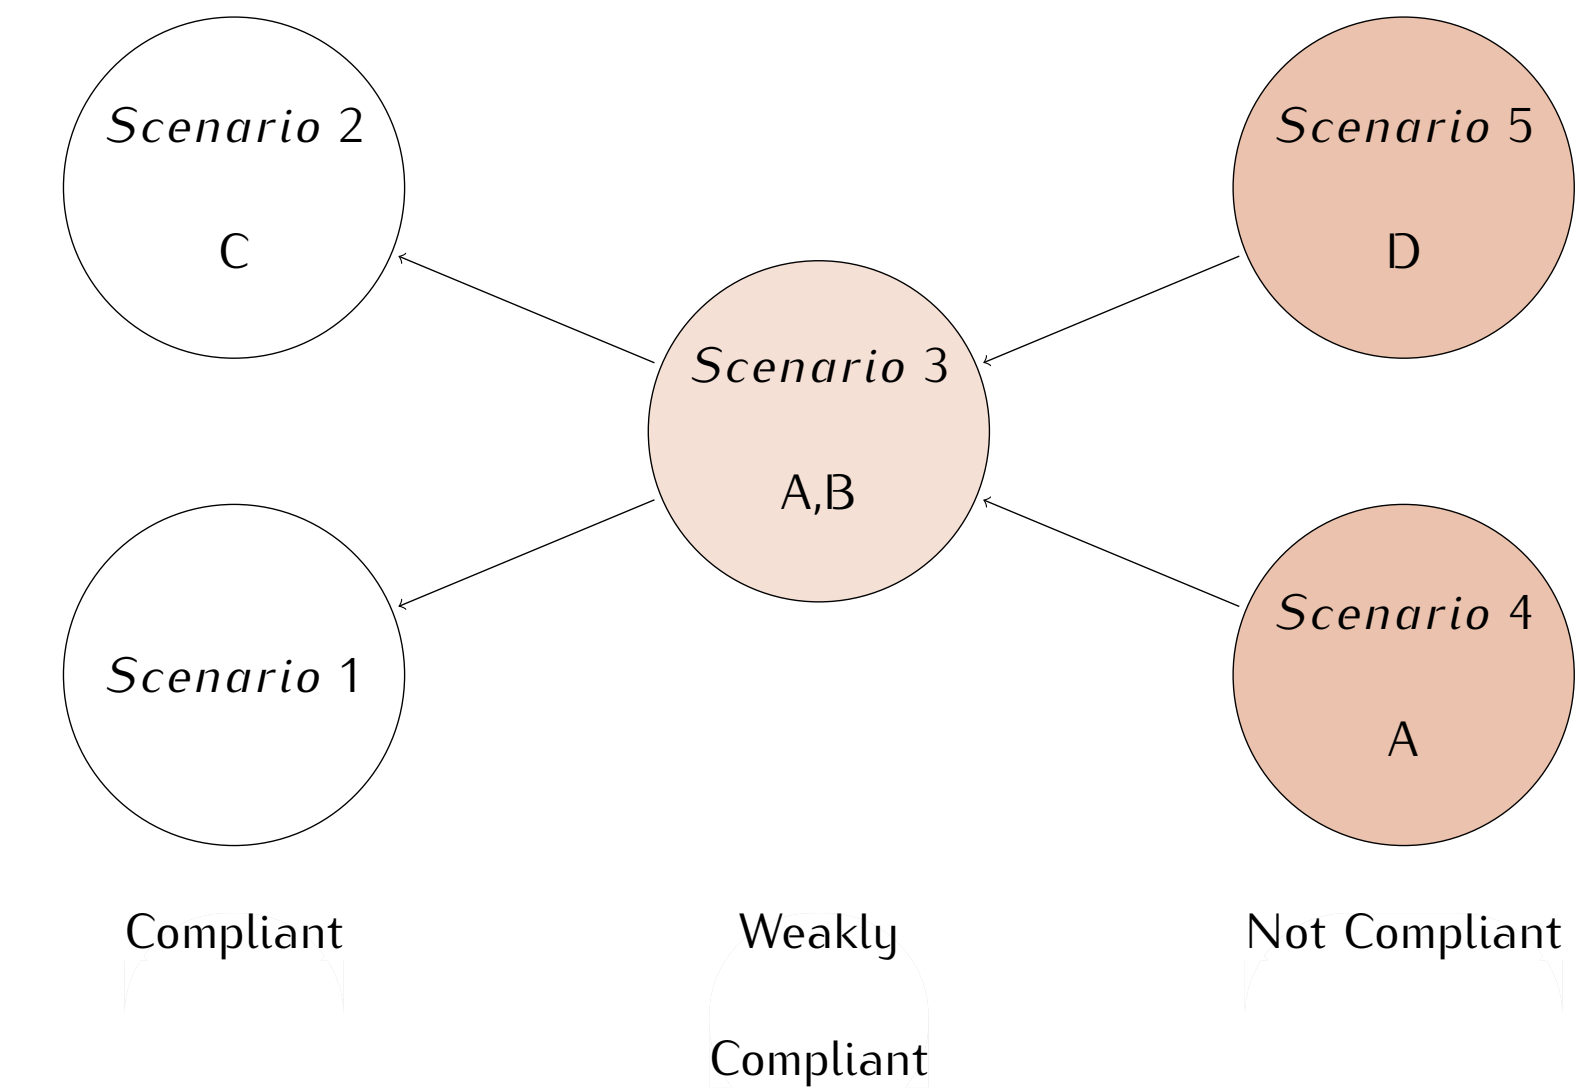 Scenario 2
C
Scenario 5
D
Scenario 3
A,B
Scenario 1
Scenario 4
A
Compliant
Weakly
Compliant
Not Compliant